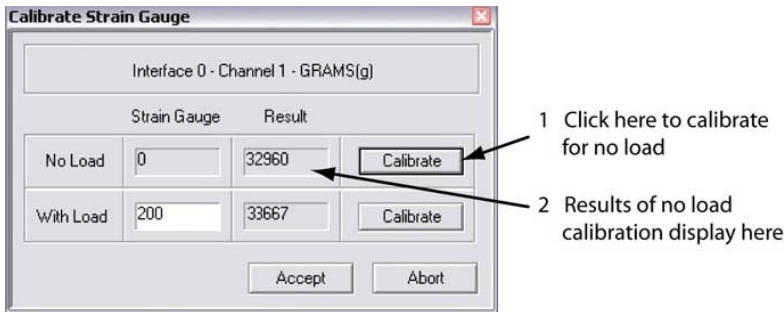 Calibrate Strain Gauge
Interface 0 - Channel 1 - GRAMS(g)
Strain Gauge Result
No Load 0 32960 Calibrate
With Load 200 33667 Calibrate
Accept Abort
1 Click here to calibrate
for no load
2 Results of no load
calibration display here